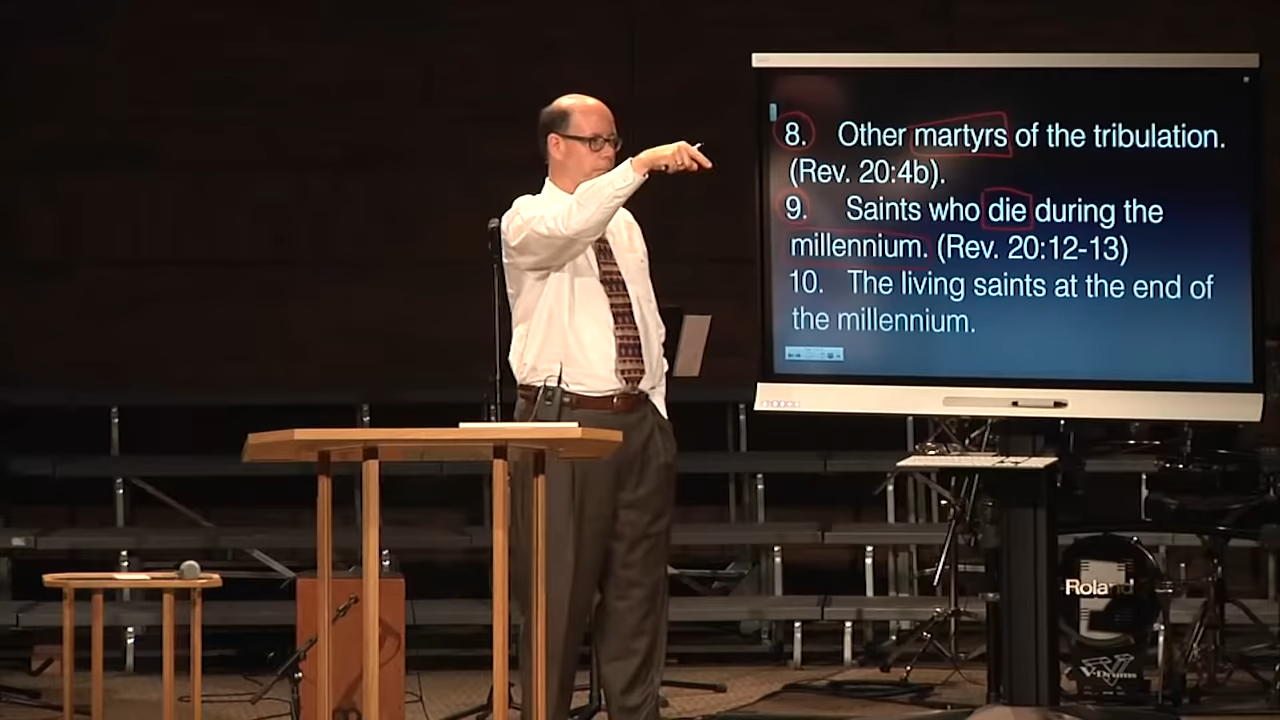 8. Other martyrs of the tribulation.
(Rev. 20:4b).
9. Saints who die during the
millennium. (Rev. 20:12-13)
10. The living saints at the end of
the millennium.
Roland
V-Drums